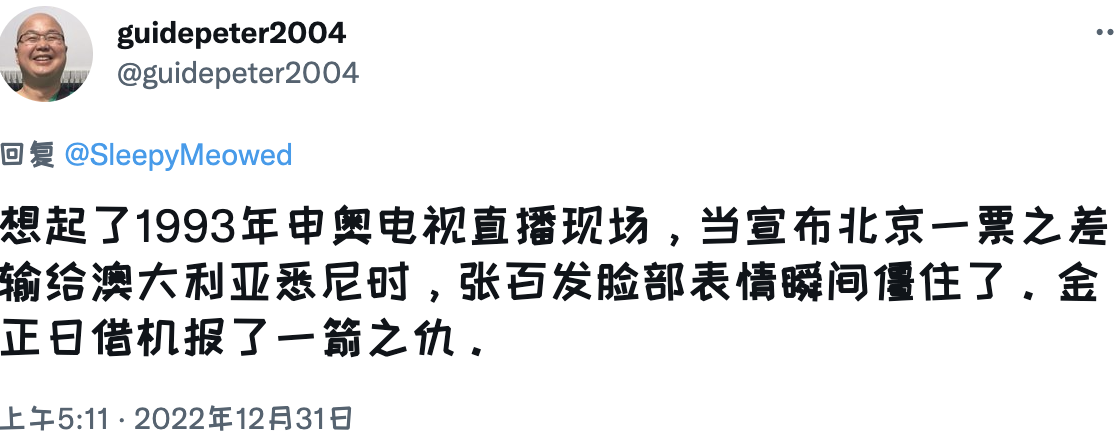 guidepeter2004
@guidepeter2004
回复 @SleepyMeowed
想起了1993年申奥电视直播现场，当宣布北京一票之差
输给澳大利亚悉尼时，张百发脸部表情瞬间僵住了．金
正日借机报了一箭之仇．
上午5:11 · 2022年12月31日